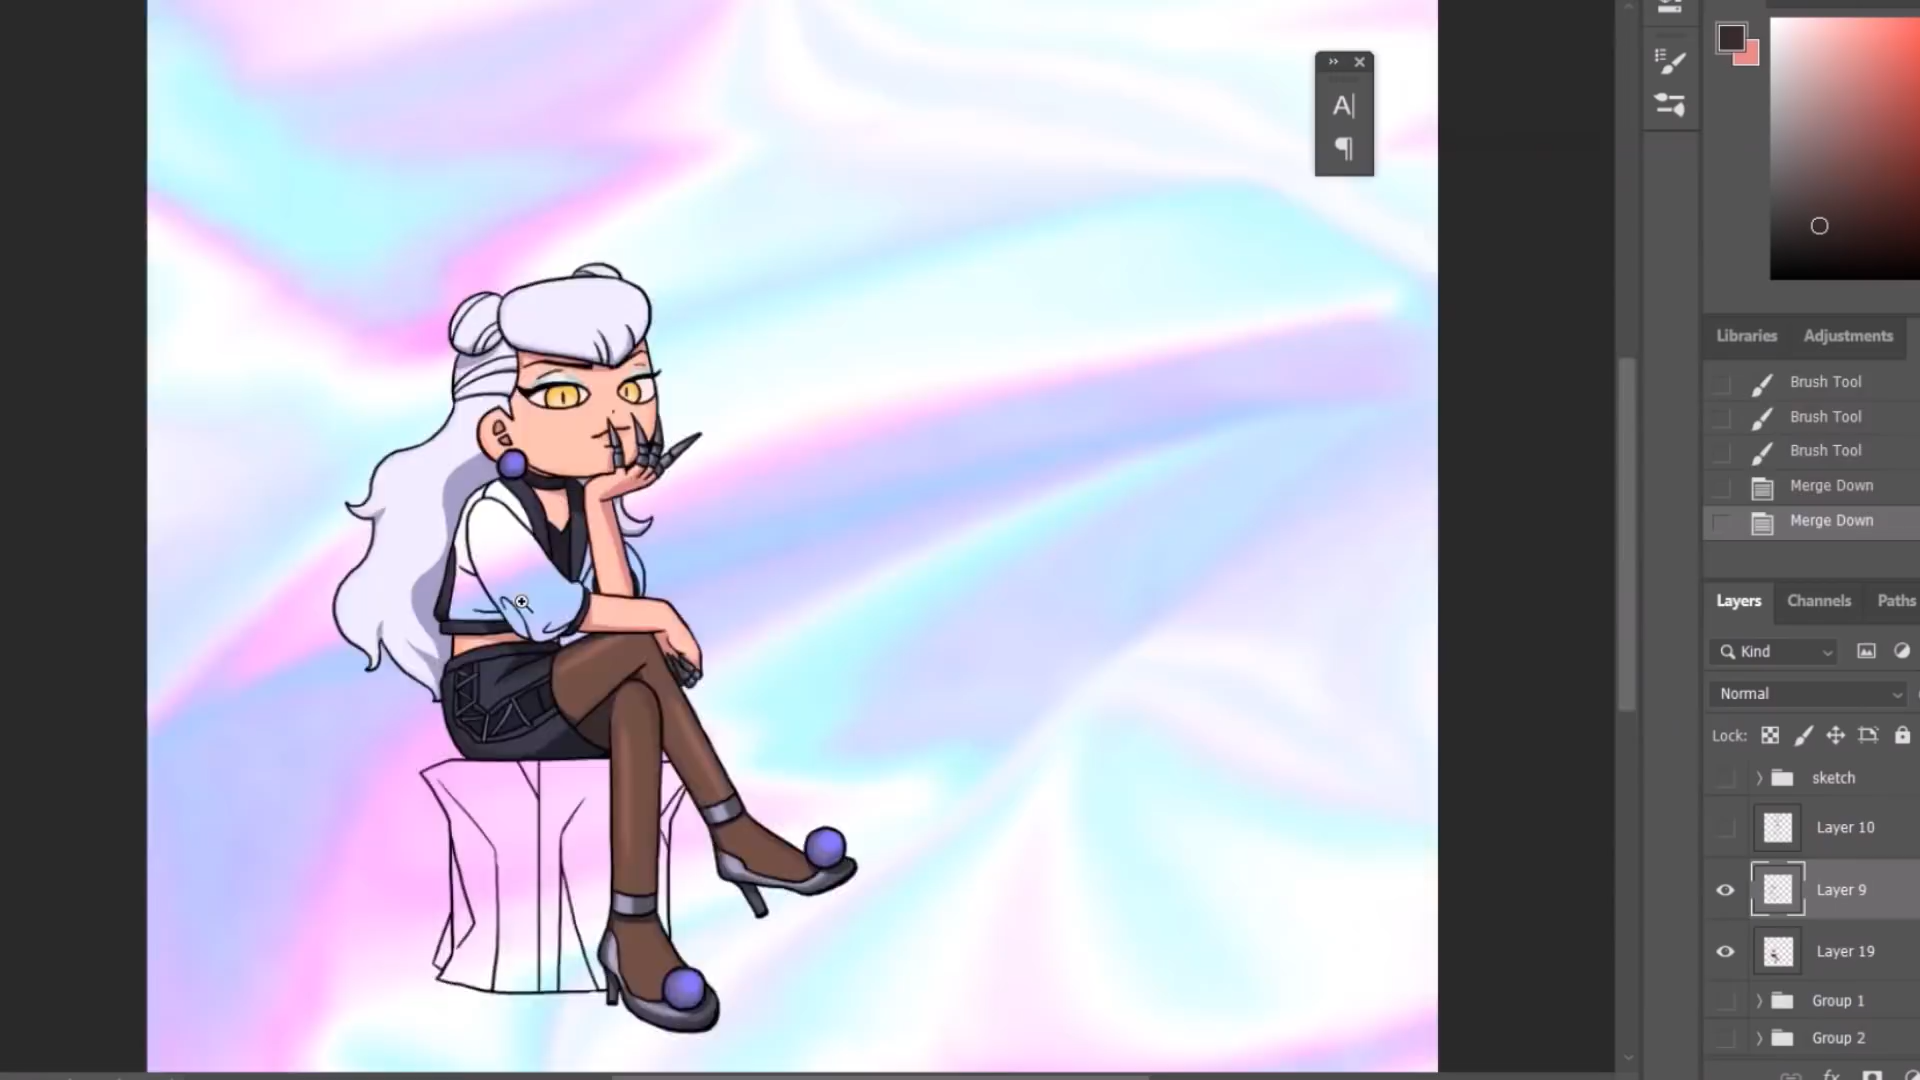 A|
¶
Libraries Adjustments
Brush Tool
Brush Tool
Brush Tool
Merge Down
Merge Down
Layers Channels Paths
Kind
Normal
Lock:
sketch
Layer 10
Layer 9
Layer 19
Group 1
Group 2
fx